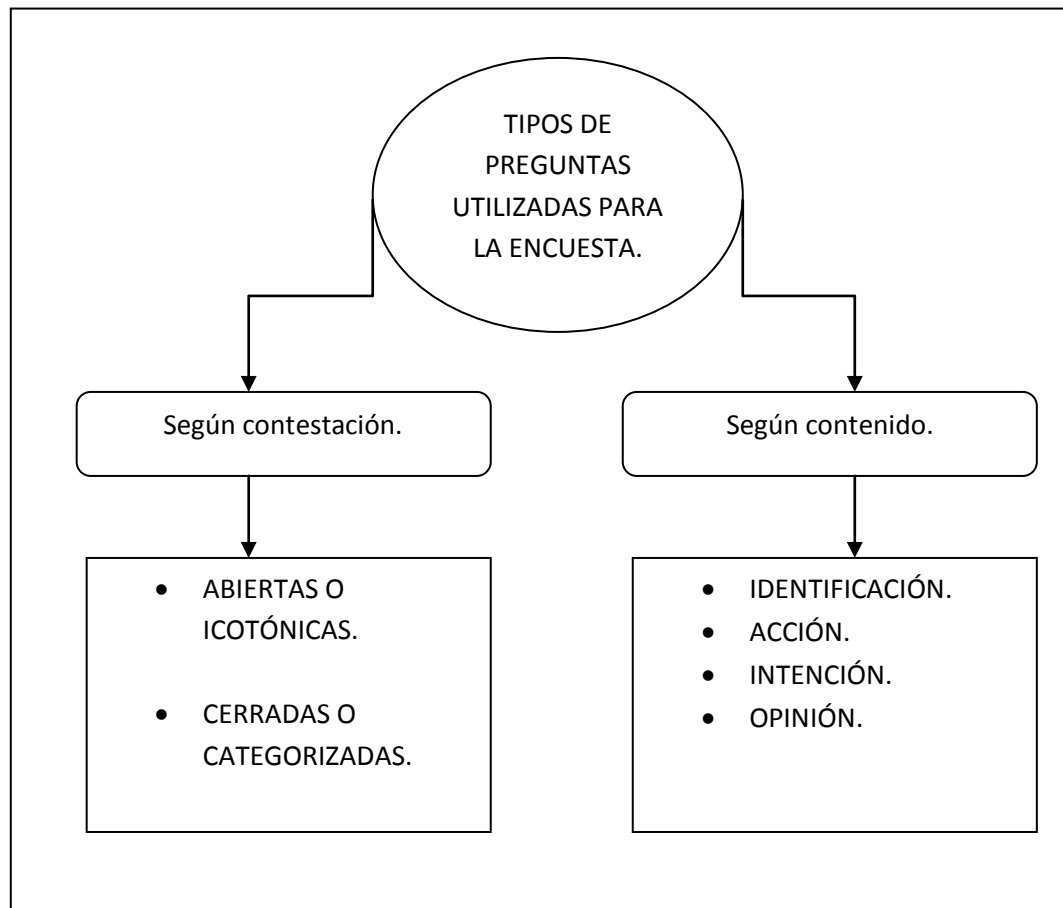 TIPOS DE
PREGUNTAS
UTILIZADAS PARA
LA ENCUESTA.
Según contestación.
Según contenido.
• ABIERTAS O
ICOTÓNICAS.
• CERRADAS O
CATEGORIZADAS.
• IDENTIFICACIÓN.
• ACCIÓN.
• INTENCIÓN.
• OPINIÓN.